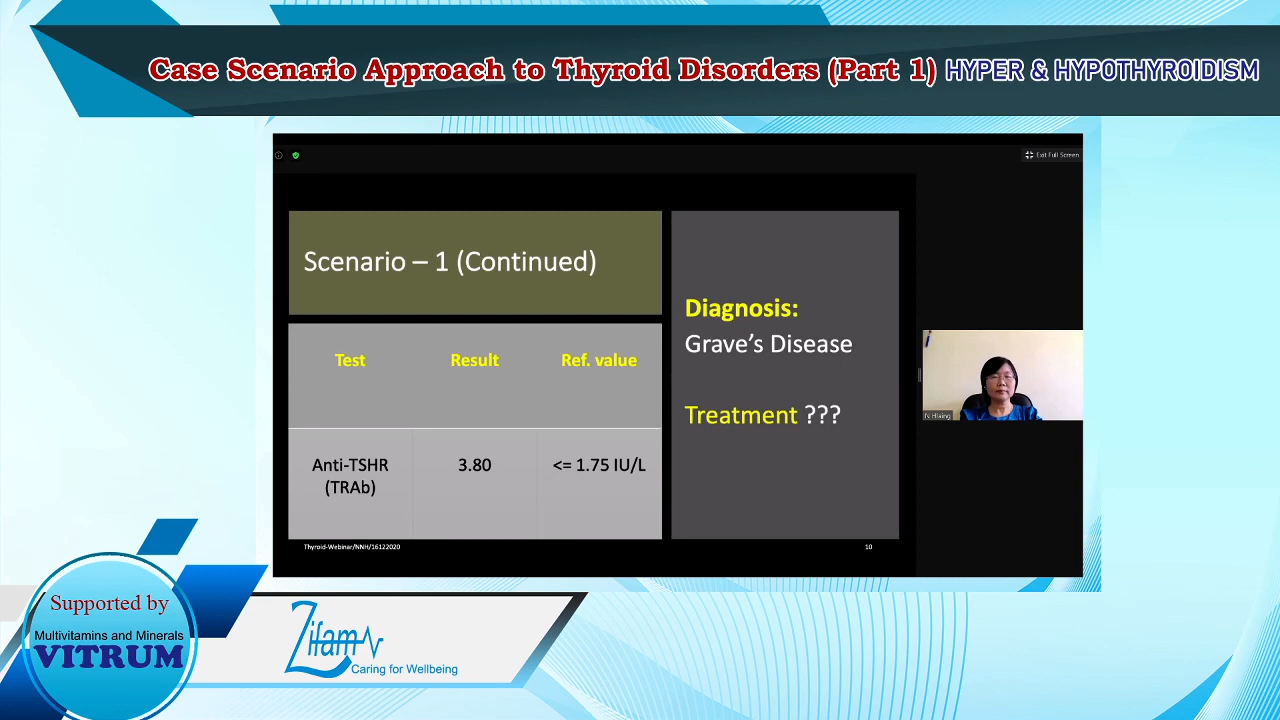 Case Scenario Approach to Thyroid Disorders (Part 1) HYPER & HYPOTHYROIDISM
Exit Full Screen
Scenario – 1 (Continued)
Test Result Ref. value
Anti-TSHR (TRAb) 3.80 <= 1.75 IU/L
Diagnosis:
Grave's Disease
Treatment ???
Thyroid-Webinar/NNH/16122020
10
N Hlaing
Supported by
Multivitamins and Minerals
VITRUM
Zifam
Caring for Wellbeing